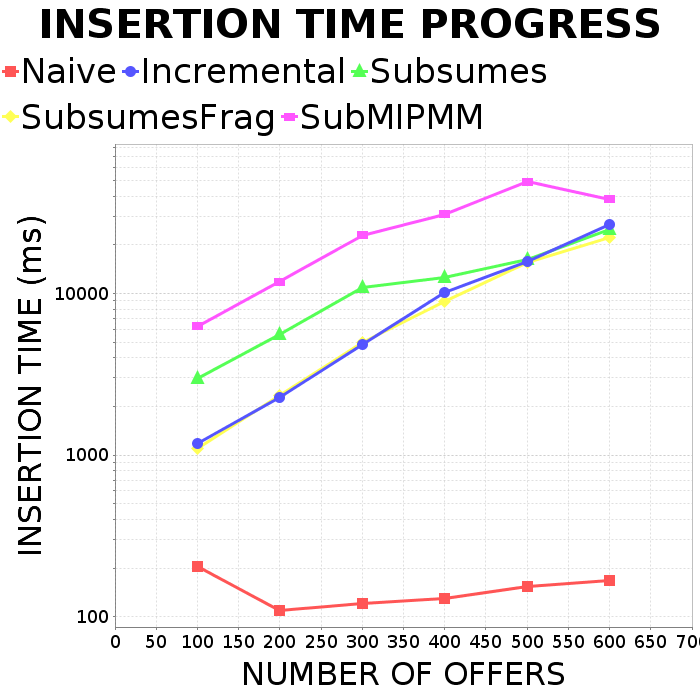 INSERTION TIME PROGRESS
Naive Incremental Subsumes
SubsumesFrag SubMIPMM
INSERTION TIME (ms)
10000
1000
100
0 50 100 150 200 250 300 350 400 450 500 550 600 650 700
NUMBER OF OFFERS